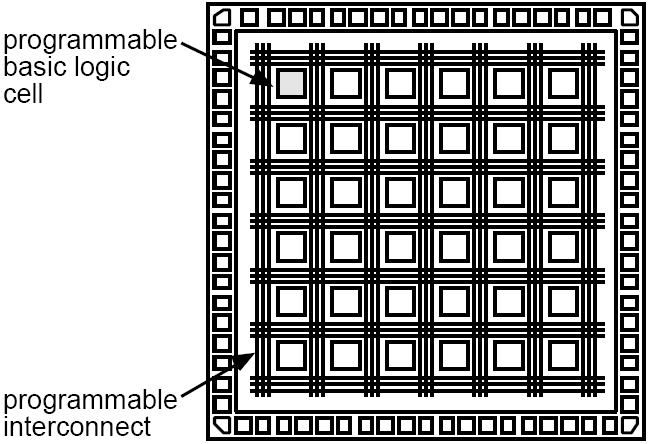 programmable
basic logic
cell
programmable
interconnect